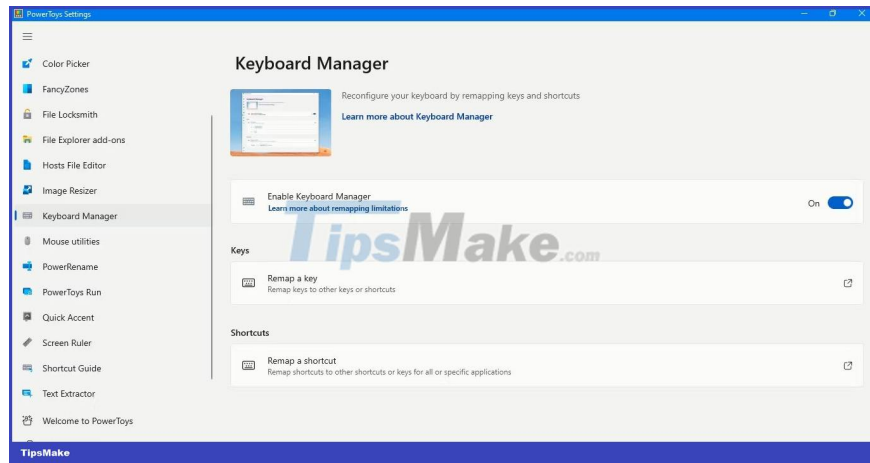 PowerToys Settings
Color Picker
FancyZones
File Locksmith
File Explorer add-ons
Hosts File Editor
Image Resizer
Keyboard Manager
Mouse utilities
PowerRename
PowerToys Run
Quick Accent
Screen Ruler
Shortcut Guide
Text Extractor
Welcome to PowerToys
Keyboard Manager
Reconfigure your keyboard by remapping keys and shortcuts
Learn more about Keyboard Manager
Enable Keyboard Manager
Learn more about remapping limitations
On
TipsMake.com
Keys
Remap a key
Remap keys to other keys or shortcuts
Shortcuts
Remap a shortcut
Remap shortcuts to other shortcuts or keys for all or specific applications
TipsMake